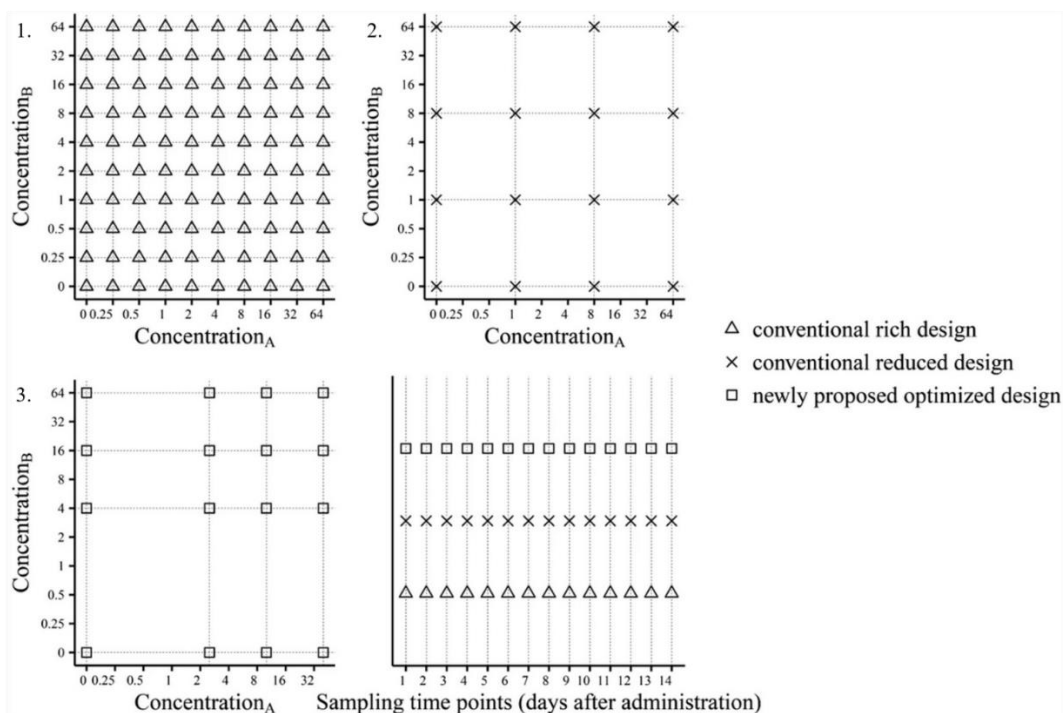 1.
64
32
16
8
4
2
1
0.5
0.25
0
Concentration_B
0 0.25 0.5 1 2 4 8 16 32 64
Concentration_A
2.
64
32
16
8
4
2
1
0.5
0.25
0
Concentration_B
0 0.25 0.5 1 2 4 8 16 32 64
Concentration_A
△ conventional rich design
× conventional reduced design
□ newly proposed optimized design
3.
64
32
16
8
4
2
1
0.5
0.25
0
Concentration_B
0 0.25 0.5 1 2 4 8 16 32
Concentration_A
1 2 3 4 5 6 7 8 9 10 11 12 13 14
Sampling time points (days after administration)